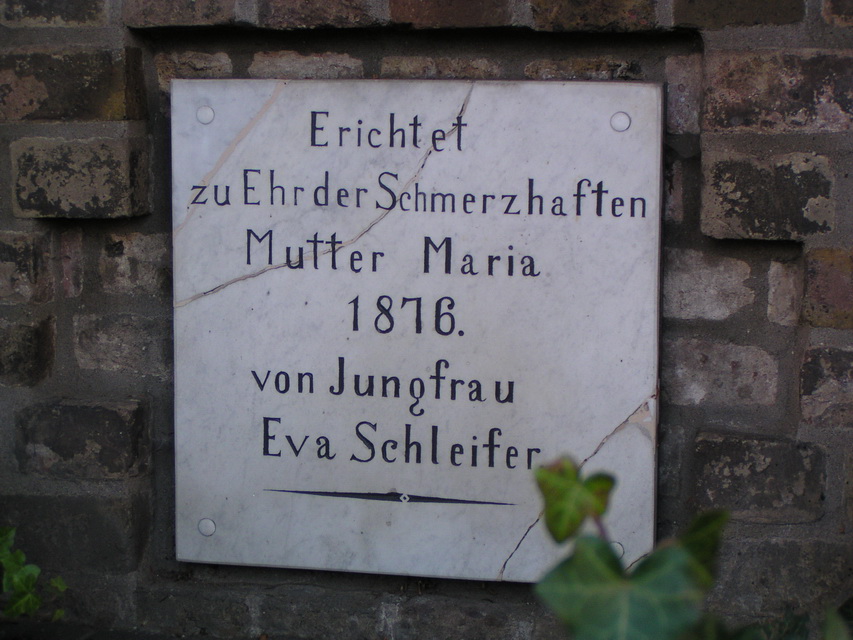 Erichtet
zu Ehr der Schmerzhaften
Mutter Maria
1876.
von Jungfrau
Eva Schleifer